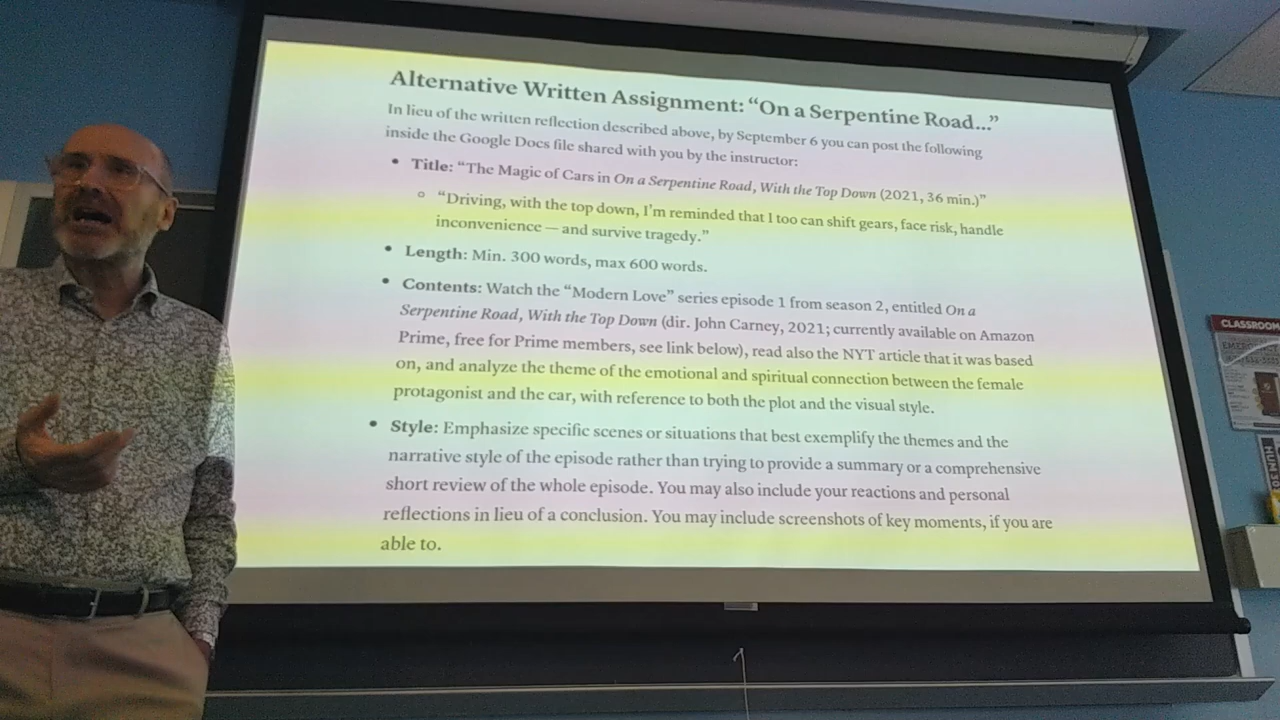 Alternative Written Assignment: “On a Serpentine Road...”
In lieu of the written reflection described above, by September 6 you can post the following
inside the Google Docs file shared with you by the instructor:
• Title: “The Magic of Cars in On a Serpentine Road, With the Top Down (2021, 36 min.)”
◦ “Driving, with the top down, I’m reminded that I too can shift gears, face risk, handle
inconvenience — and survive tragedy.”
• Length: Min. 300 words, max 600 words.
• Contents: Watch the “Modern Love” series episode 1 from season 2, entitled On a
Serpentine Road, With the Top Down (dir. John Carney, 2021; currently available on Amazon
Prime, free for Prime members, see link below), read also the NYT article that it was based
on, and analyze the theme of the emotional and spiritual connection between the female
protagonist and the car, with reference to both the plot and the visual style.
• Style: Emphasize specific scenes or situations that best exemplify the themes and the
narrative style of the episode rather than trying to provide a summary or a comprehensive
short review of the whole episode. You may also include your reactions and personal
reflections in lieu of a conclusion. You may include screenshots of key moments, if you are
able to.
CLASSROOM